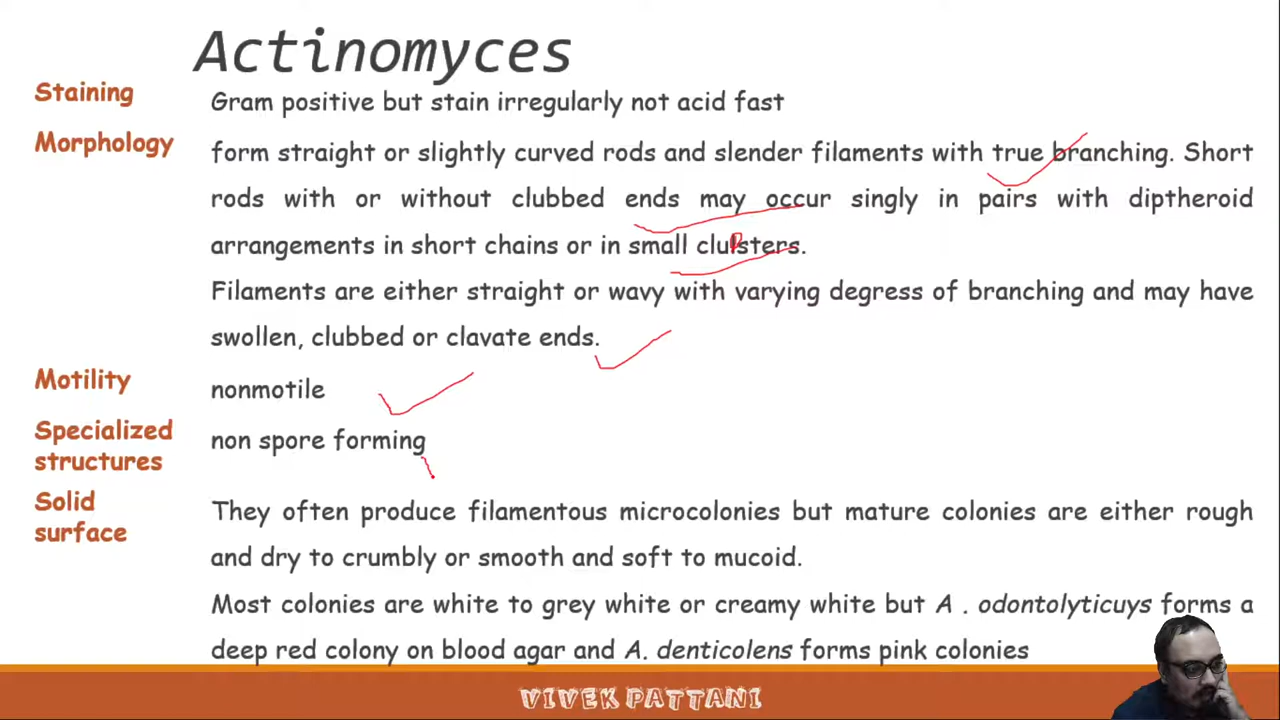 Actinomyces
Staining
Gram positive but stain irregularly not acid fast
Morphology
form straight or slightly curved rods and slender filaments with true branching. Short
rods with or without clubbed ends may occur singly in pairs with diptheroid
arrangements in short chains or in small clusters.
Filaments are either straight or wavy with varying degress of branching and may have
swollen, clubbed or clavate ends.
Motility
nonmotile
Specialized
structures
non spore forming
Solid
surface
They often produce filamentous microcolonies but mature colonies are either rough
and dry to crumbly or smooth and soft to mucoid.
Most colonies are white to grey white or creamy white but A . odontolyticuys forms a
deep red colony on blood agar and A. denticolens forms pink colonies
VIVEK PATTANI